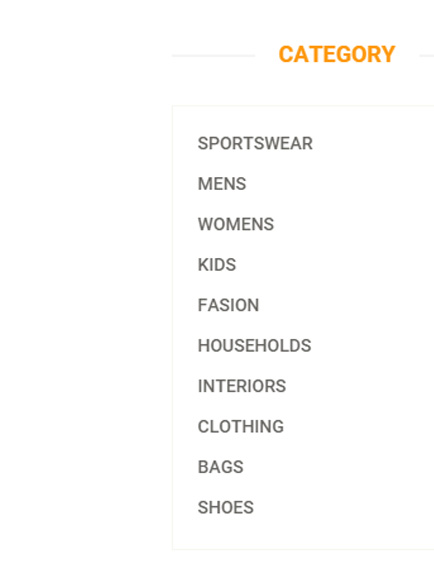 CATEGORY
SPORTSWEAR
MENS
WOMENS
KIDS
FASION
HOUSEHOLDS
INTERIORS
CLOTHING
BAGS
SHOES